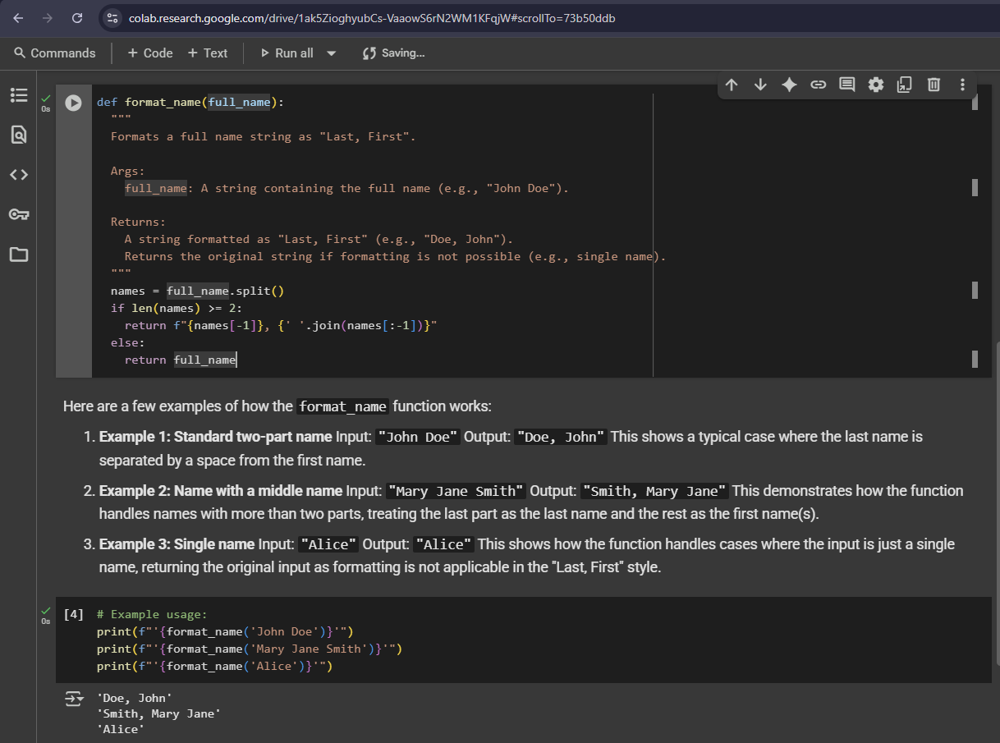 colab.research.google.com/drive/1ak5ZioghyubCs-VaaowS6rN2WM1KFqjW#scrollTo=73b50ddb
Commands + Code + Text Run all Saving...
0s
def format_name(full_name):
  """
  Formats a full name string as "Last, First".

  Args:
    full_name: A string containing the full name (e.g., "John Doe").

  Returns:
    A string formatted as "Last, First" (e.g., "Doe, John").
    Returns the original string if formatting is not possible (e.g., single name).
  """
  names = full_name.split()
  if len(names) >= 2:
    return f"{names[-1]}, {' '.join(names[:-1])}"
  else:
    return full_name
Here are a few examples of how the format_name function works:
1. Example 1: Standard two-part name Input: "John Doe" Output: "Doe, John" This shows a typical case where the last name is
separated by a space from the first name.
2. Example 2: Name with a middle name Input: "Mary Jane Smith" Output: "Smith, Mary Jane" This demonstrates how the function
handles names with more than two parts, treating the last part as the last name and the rest as the first name(s).
3. Example 3: Single name Input: "Alice" Output: "Alice" This shows how the function handles cases where the input is just a single
name, returning the original input as formatting is not applicable in the "Last, First" style.
0s
[4] # Example usage:
print(f"'{format_name('John Doe')}'")
print(f"'{format_name('Mary Jane Smith')}'")
print(f"'{format_name('Alice')}'")
'Doe, John'
'Smith, Mary Jane'
'Alice'